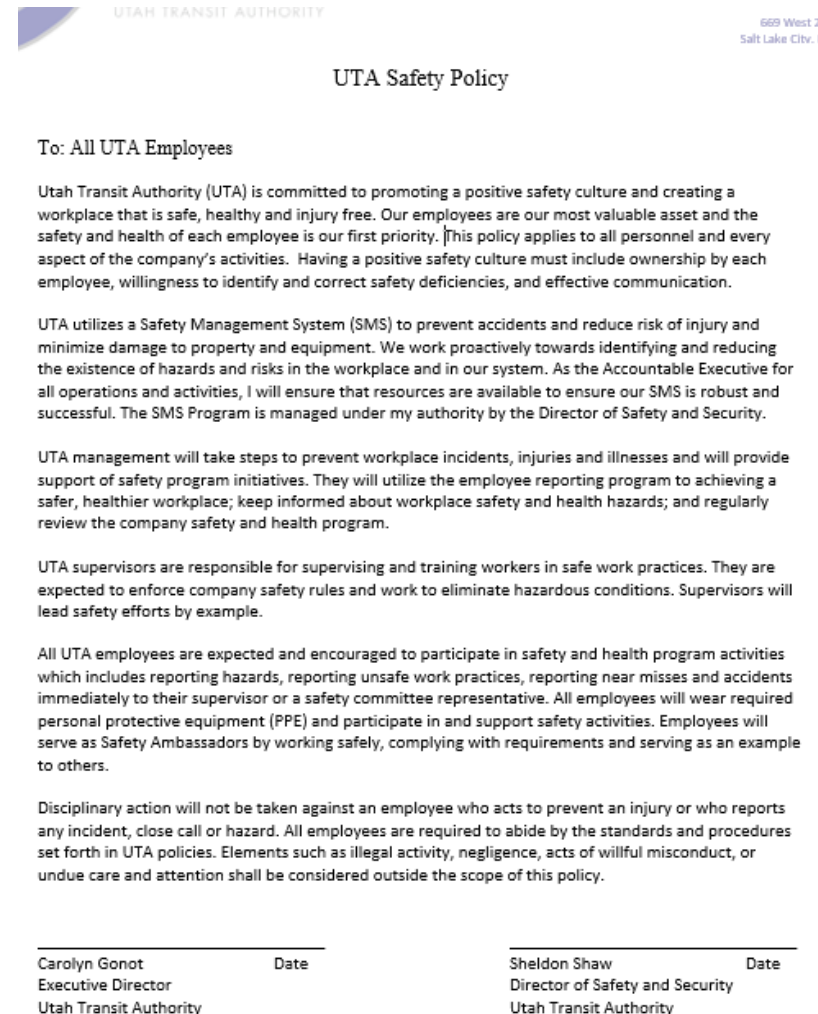 UTAH TRANSIT AUTHORITY
669 West 2
Salt Lake City,
UTA Safety Policy
To: All UTA Employees
Utah Transit Authority (UTA) is committed to promoting a positive safety culture and creating a
workplace that is safe, healthy and injury free. Our employees are our most valuable asset and the
safety and health of each employee is our first priority. This policy applies to all personnel and every
aspect of the company's activities.  Having a positive safety culture must include ownership by each
employee, willingness to identify and correct safety deficiencies, and effective communication.
UTA utilizes a Safety Management System (SMS) to prevent accidents and reduce risk of injury and
minimize damage to property and equipment. We work proactively towards identifying and reducing
the existence of hazards and risks in the workplace and in our system. As the Accountable Executive for
all operations and activities, I will ensure that resources are available to ensure our SMS is robust and
successful. The SMS Program is managed under my authority by the Director of Safety and Security.
UTA management will take steps to prevent workplace incidents, injuries and illnesses and will provide
support of safety program initiatives. They will utilize the employee reporting program to achieving a
safer, healthier workplace; keep informed about workplace safety and health hazards; and regularly
review the company safety and health program.
UTA supervisors are responsible for supervising and training workers in safe work practices. They are
expected to enforce company safety rules and work to eliminate hazardous conditions. Supervisors will
lead safety efforts by example.
All UTA employees are expected and encouraged to participate in safety and health program activities
which includes reporting hazards, reporting unsafe work practices, reporting near misses and accidents
immediately to their supervisor or a safety committee representative. All employees will wear required
personal protective equipment (PPE) and participate in and support safety activities. Employees will
serve as Safety Ambassadors by working safely, complying with requirements and serving as an example
to others.
Disciplinary action will not be taken against an employee who acts to prevent an injury or who reports
any incident, close call or hazard. All employees are required to abide by the standards and procedures
set forth in UTA policies. Elements such as illegal activity, negligence, acts of willful misconduct, or
undue care and attention shall be considered outside the scope of this policy.
Carolyn Gonot Date
Executive Director
Utah Transit Authority
Sheldon Shaw Date
Director of Safety and Security
Utah Transit Authority